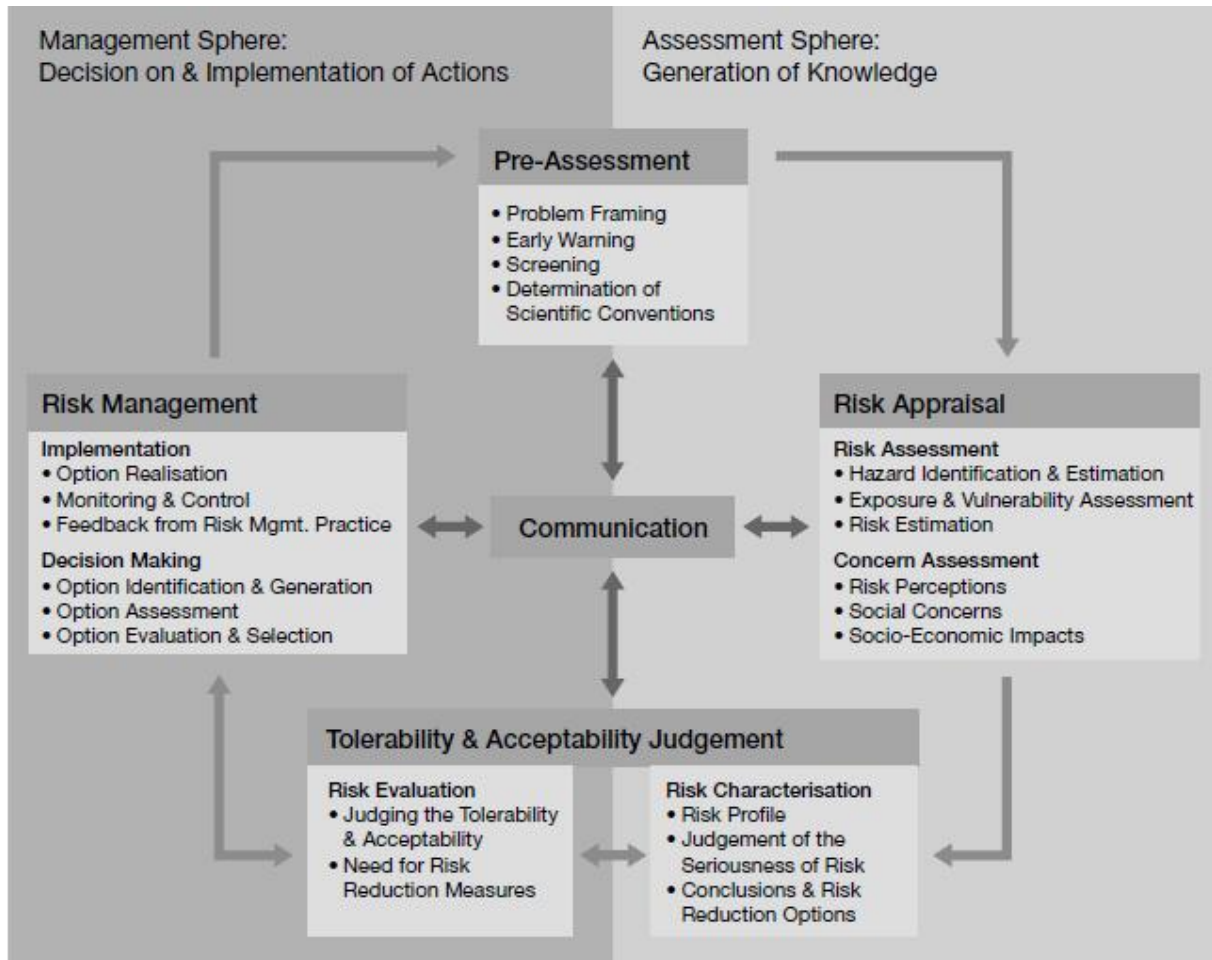 Management Sphere:
Decision on & Implementation of Actions
Assessment Sphere:
Generation of Knowledge
Pre-Assessment
• Problem Framing
• Early Warning
• Screening
• Determination of
Scientific Conventions
Risk Management
Implementation
• Option Realisation
• Monitoring & Control
• Feedback from Risk Mgmt. Practice
Decision Making
• Option Identification & Generation
• Option Assessment
• Option Evaluation & Selection
Communication
Risk Appraisal
Risk Assessment
• Hazard Identification & Estimation
• Exposure & Vulnerability Assessment
• Risk Estimation
Concern Assessment
• Risk Perceptions
• Social Concerns
• Socio-Economic Impacts
Tolerability & Acceptability Judgement
Risk Evaluation
• Judging the Tolerability
& Acceptability
• Need for Risk
Reduction Measures
Risk Characterisation
• Risk Profile
• Judgement of the
Seriousness of Risk
• Conclusions & Risk
Reduction Options